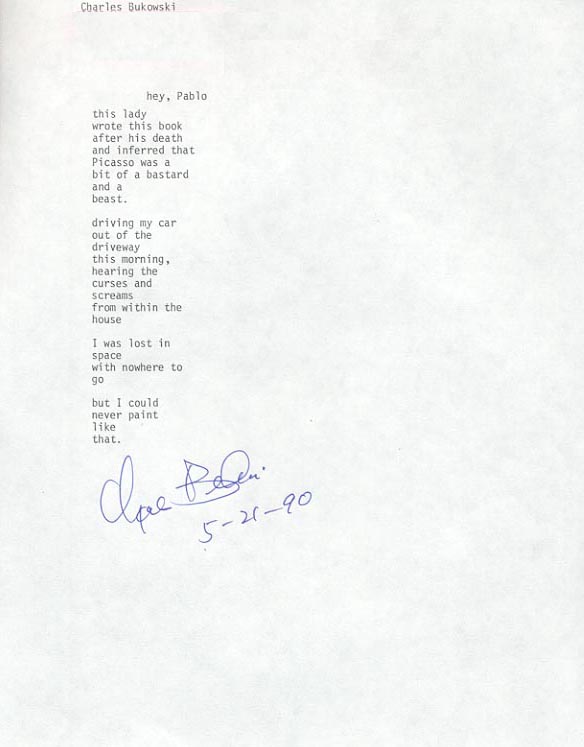 Charles Bukowski
hey, Pablo
this lady
wrote this book
after his death
and inferred that
Picasso was a
bit of a bastard
and a
beast.
driving my car
out of the
driveway
this morning,
hearing the
curses and
screams
from within the
house
I was lost in
space
with nowhere to
go
but I could
never paint
like
that.
5-21-90